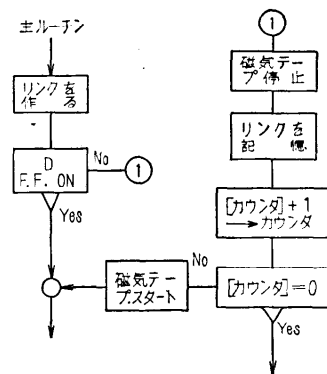 主ルーチン
リンクを
作る
D
F.F. ON
No
①
Yes
①
磁気テー
プ停止
リンクを
記憶
[カウンタ]+1
→カウンタ
[カウンタ]=0
No
磁気テー
プスタート
Yes